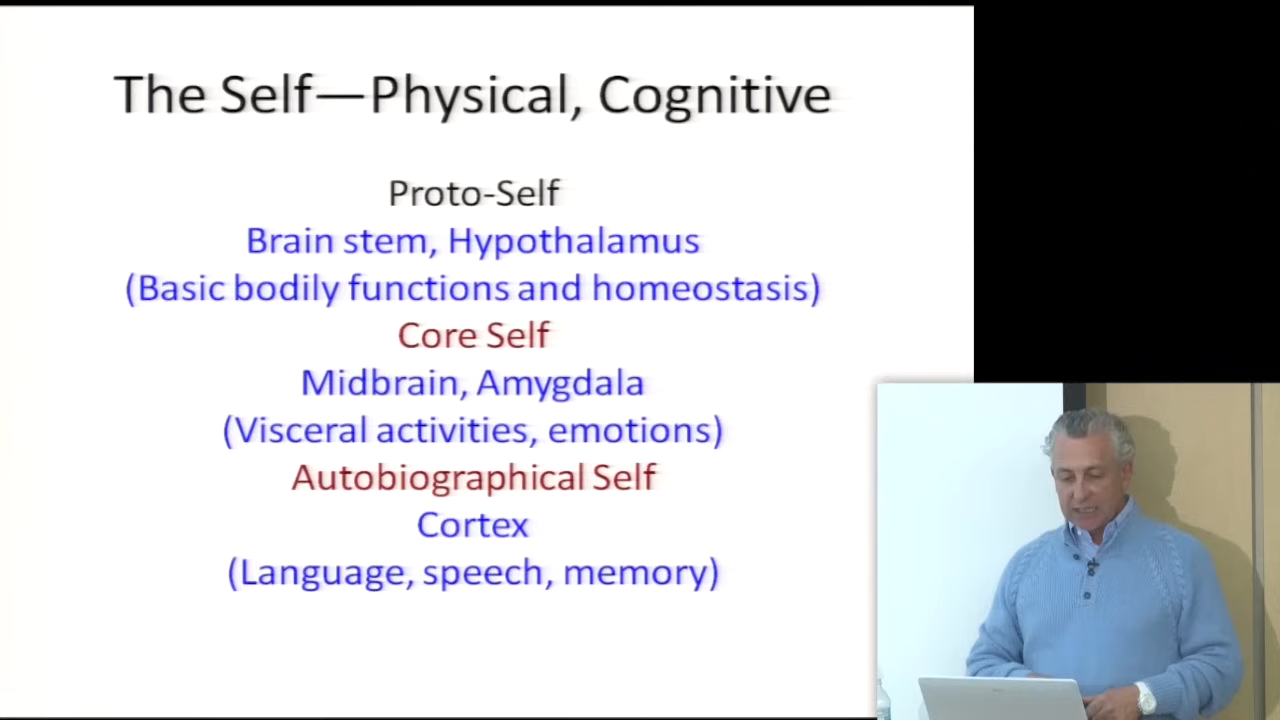 The Self—Physical, Cognitive
Proto-Self
Brain stem, Hypothalamus
(Basic bodily functions and homeostasis)
Core Self
Midbrain, Amygdala
(Visceral activities, emotions)
Autobiographical Self
Cortex
(Language, speech, memory)